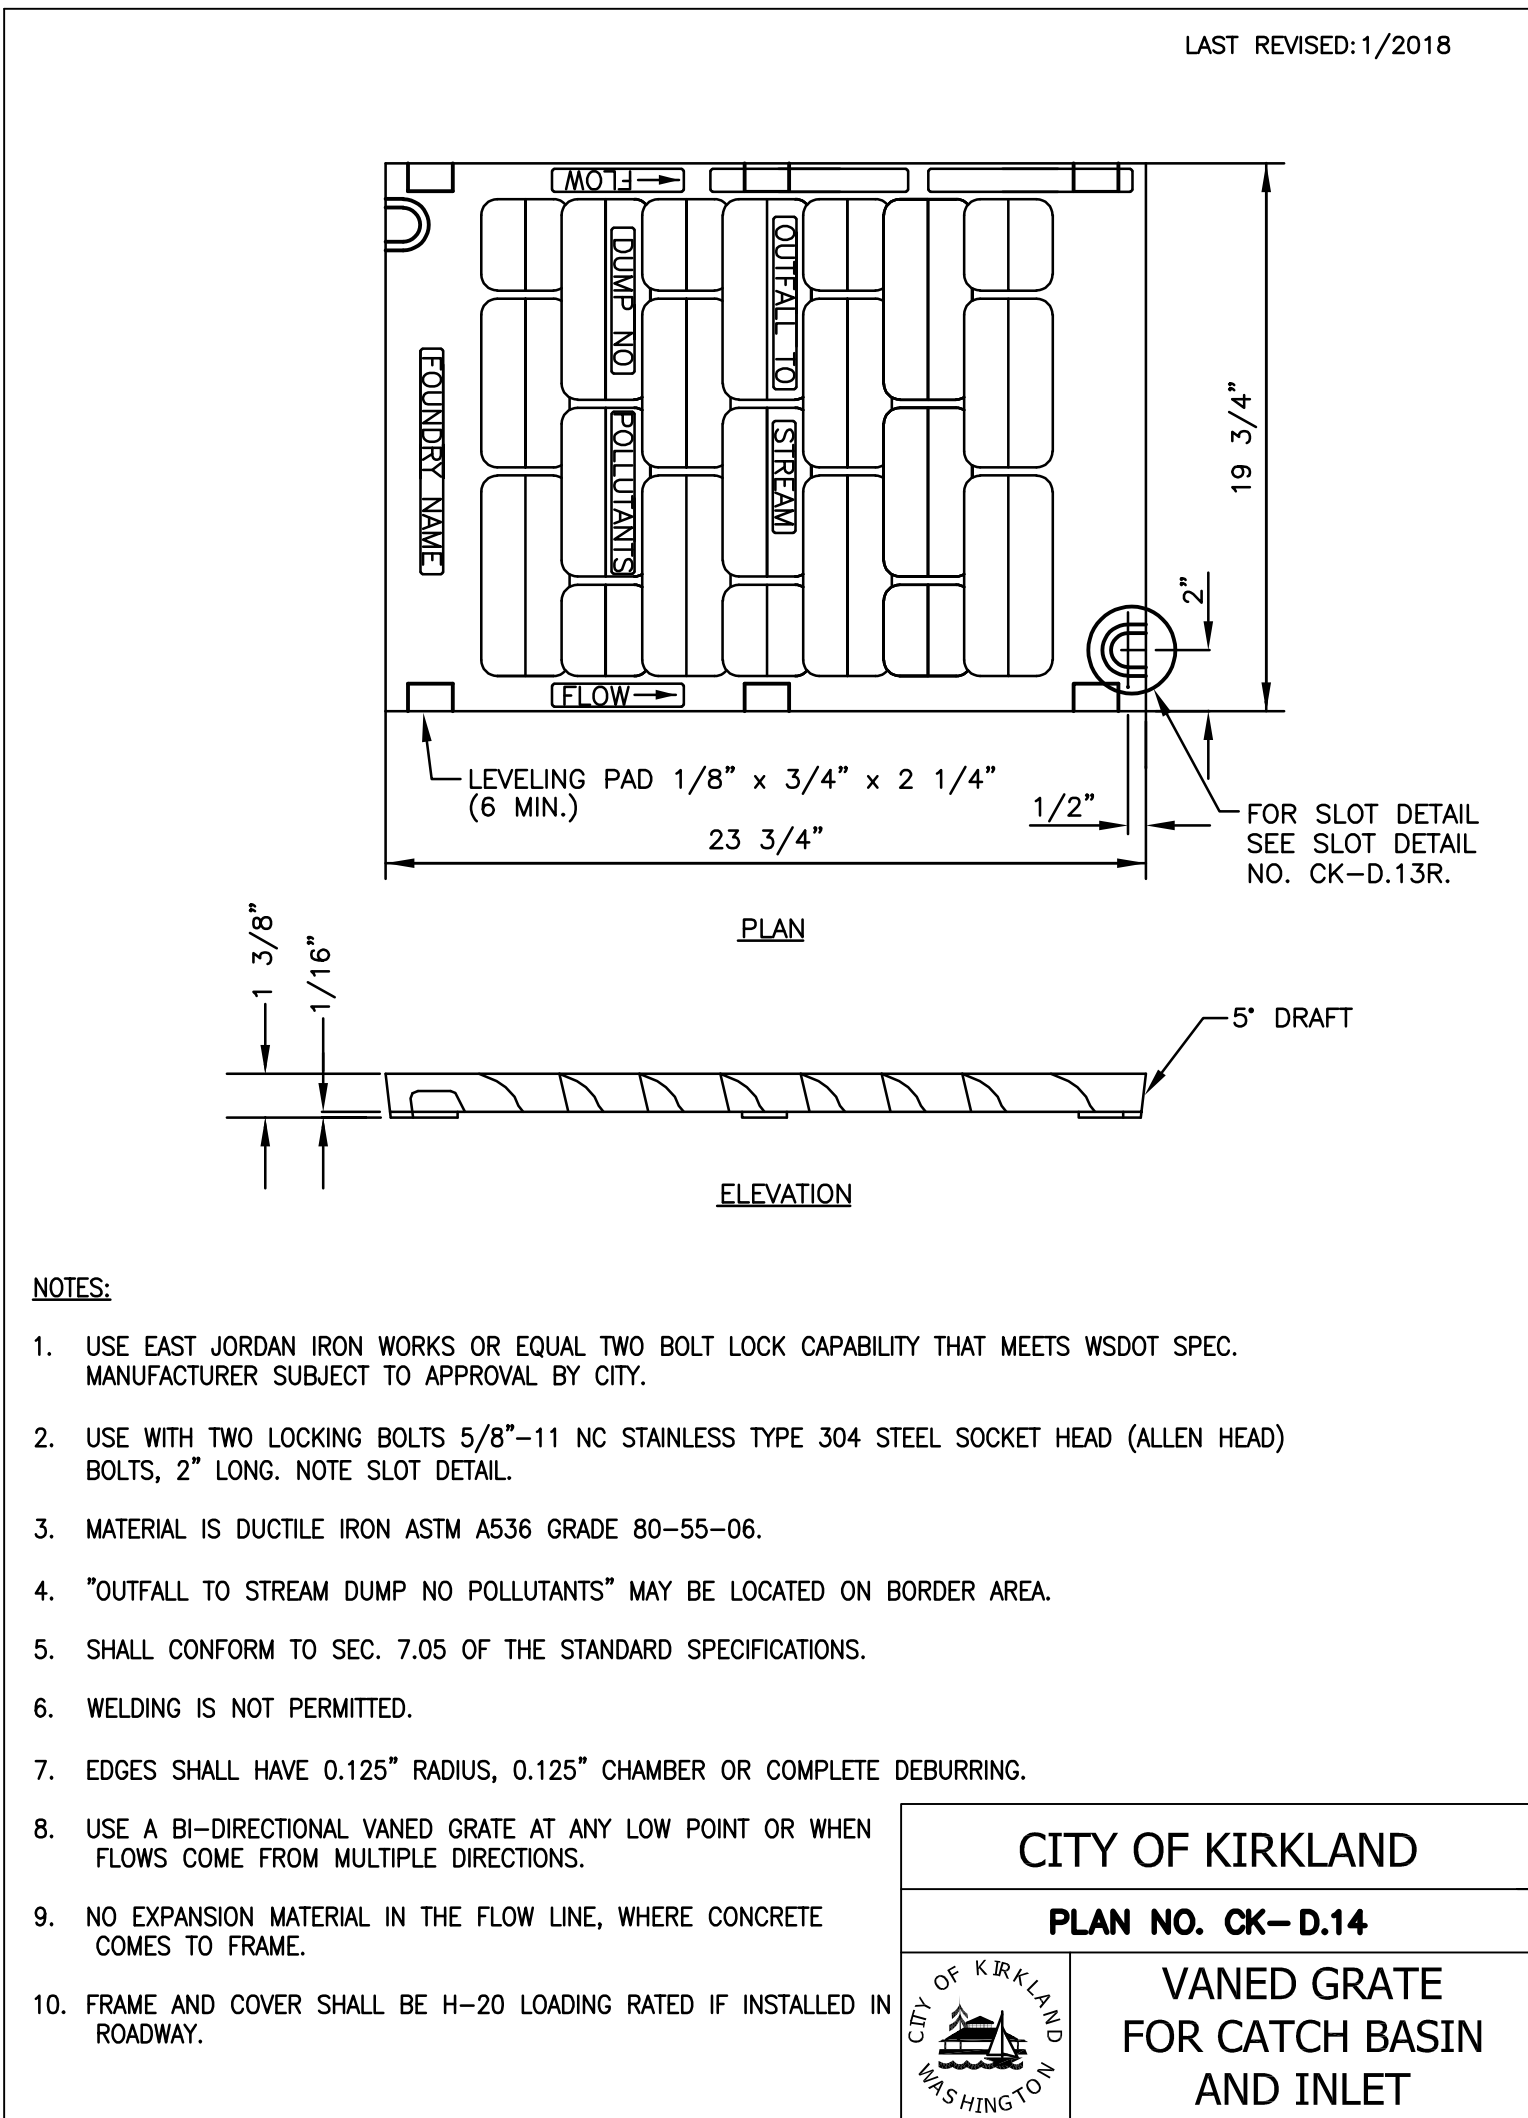 LAST REVISED: 1/2018
FLOW
DUMP NO
POLLUTANTS
OUTFALL TO
STREAM
FOUNDRY NAME
FLOW
19 3/4"
2"
LEVELING PAD 1/8" x 3/4" x 2 1/4"
(6 MIN.)
1/2"
23 3/4"
FOR SLOT DETAIL
SEE SLOT DETAIL
NO. CK-D.13R.
PLAN
1 3/8"
1/16"
5° DRAFT
ELEVATION
NOTES:
1. USE EAST JORDAN IRON WORKS OR EQUAL TWO BOLT LOCK CAPABILITY THAT MEETS WSDOT SPEC.
MANUFACTURER SUBJECT TO APPROVAL BY CITY.
2. USE WITH TWO LOCKING BOLTS 5/8"-11 NC STAINLESS TYPE 304 STEEL SOCKET HEAD (ALLEN HEAD)
BOLTS, 2" LONG. NOTE SLOT DETAIL.
3. MATERIAL IS DUCTILE IRON ASTM A536 GRADE 80-55-06.
4. "OUTFALL TO STREAM DUMP NO POLLUTANTS" MAY BE LOCATED ON BORDER AREA.
5. SHALL CONFORM TO SEC. 7.05 OF THE STANDARD SPECIFICATIONS.
6. WELDING IS NOT PERMITTED.
7. EDGES SHALL HAVE 0.125" RADIUS, 0.125" CHAMBER OR COMPLETE DEBURRING.
8. USE A BI-DIRECTIONAL VANED GRATE AT ANY LOW POINT OR WHEN
FLOWS COME FROM MULTIPLE DIRECTIONS.
9. NO EXPANSION MATERIAL IN THE FLOW LINE, WHERE CONCRETE
COMES TO FRAME.
10. FRAME AND COVER SHALL BE H-20 LOADING RATED IF INSTALLED IN
ROADWAY.
CITY OF KIRKLAND
PLAN NO. CK-D.14
CITY OF KIRKLAND
WASHINGTON
VANED GRATE
FOR CATCH BASIN
AND INLET